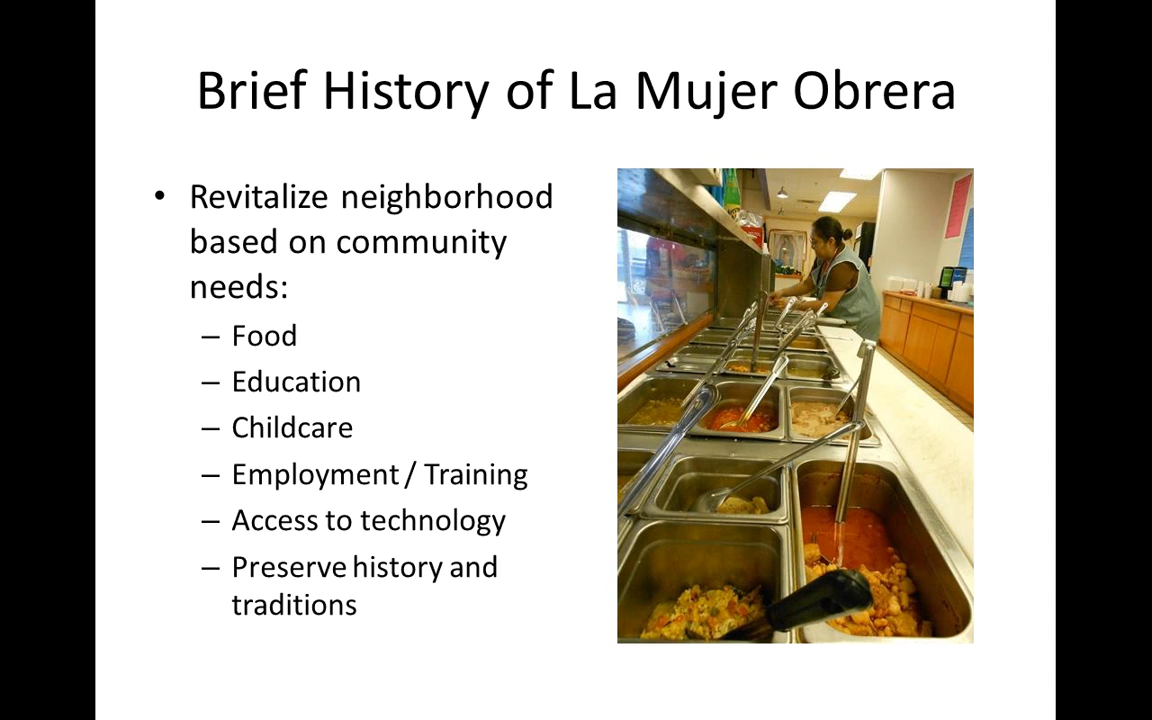 Brief History of La Mujer Obrera
• Revitalize neighborhood
based on community
needs:
– Food
– Education
– Childcare
– Employment / Training
– Access to technology
– Preserve history and
traditions